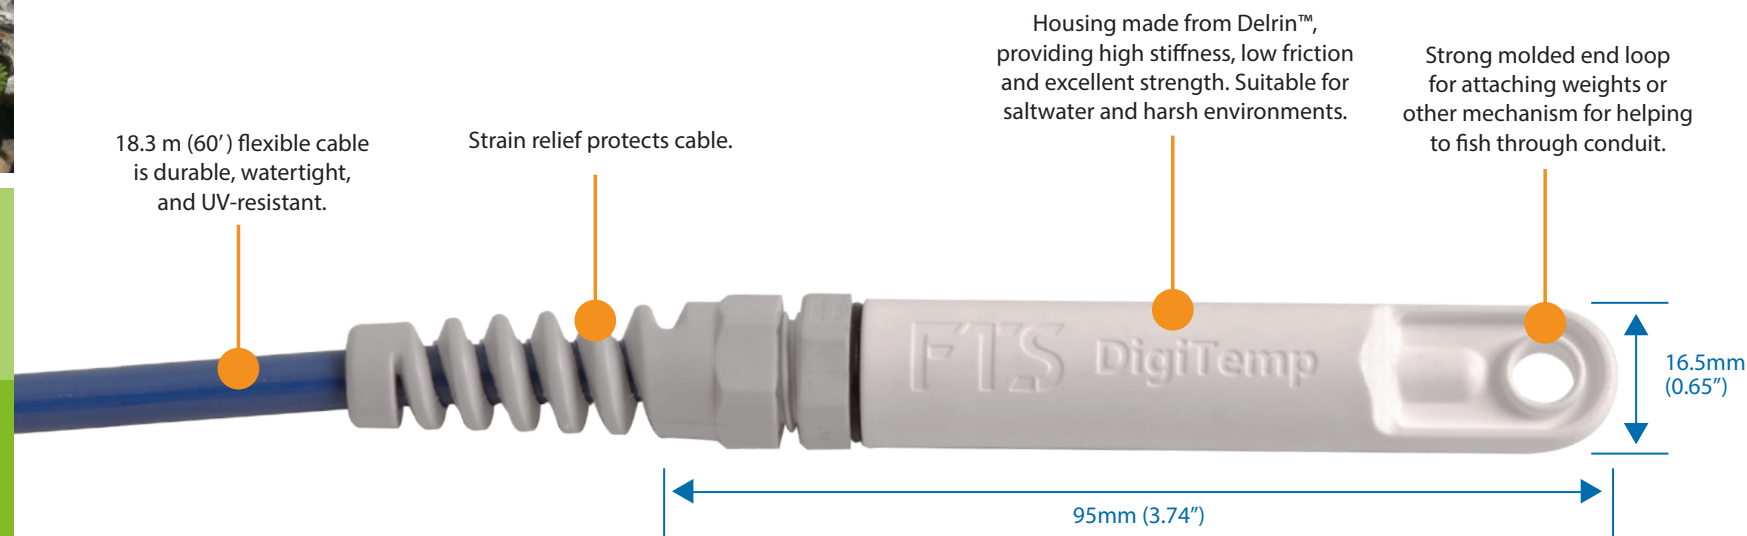 18.3 m (60’) flexible cable
is durable, watertight,
and UV-resistant.
Strain relief protects cable.
Housing made from Delrin™,
providing high stiffness, low friction
and excellent strength. Suitable for
saltwater and harsh environments.
Strong molded end loop
for attaching weights or
other mechanism for helping
to fish through conduit.
FTS DigiTemp
16.5mm
(0.65”)
95mm (3.74”)